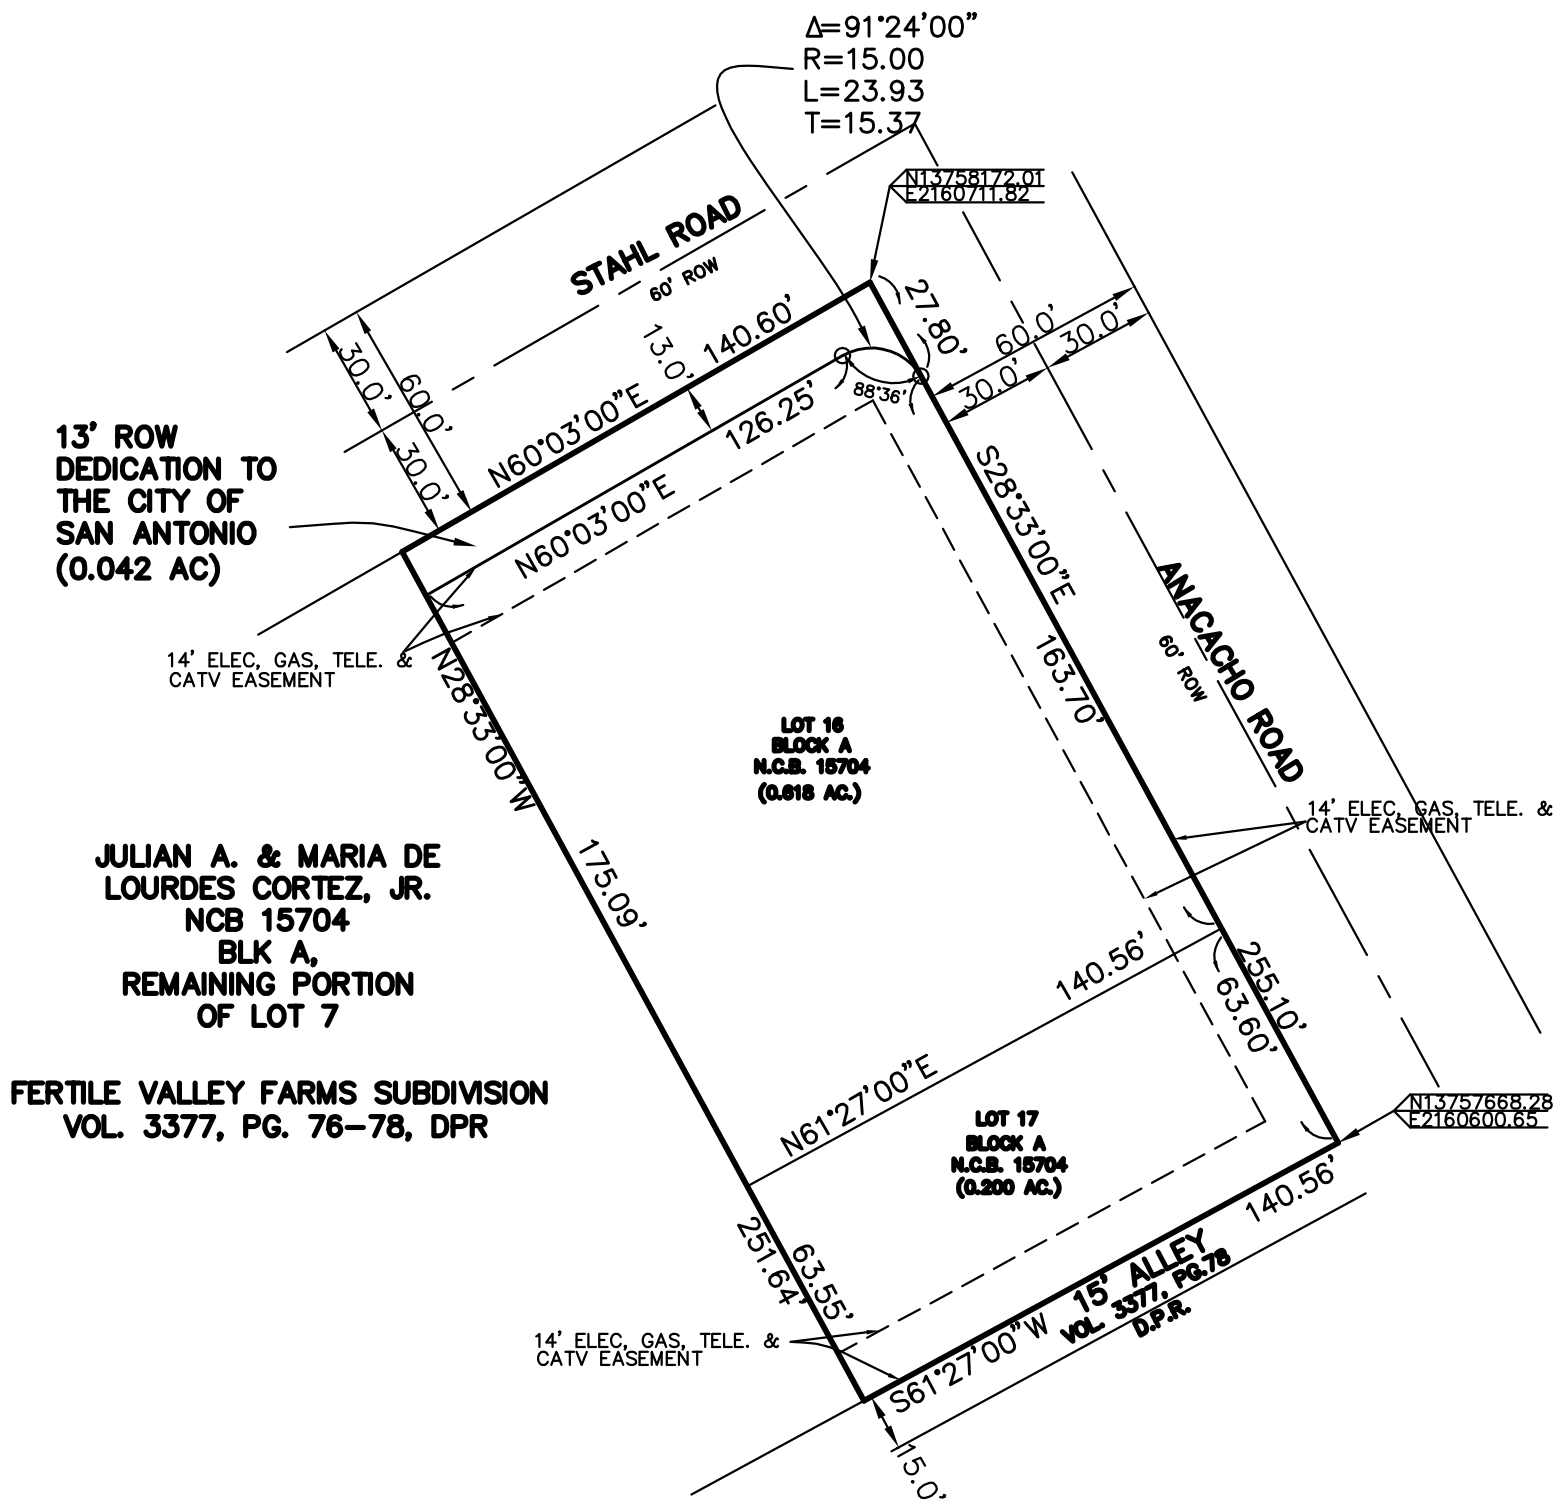 Δ=91°24'00"
R=15.00
L=23.93
T=15.37
N13758172.01
E2160711.82
STAHL ROAD
60' ROW
30.0'
60.0'
30.0'
13.0'
N60°03'00"E
140.60'
27.80'
60.0'
30.0'
30.0'
88°36'
126.25'
N60°03'00"E
13' ROW
DEDICATION TO
THE CITY OF
SAN ANTONIO
(0.042 AC)
S28°33'00"E
163.70'
ANACACHO ROAD
60' ROW
14' ELEC, GAS, TELE. &
CATV EASEMENT
N28°33'00"W
175.09'
LOT 16
BLOCK A
N.C.B. 15704
(0.618 AC.)
14' ELEC, GAS, TELE. &
CATV EASEMENT
JULIAN A. & MARIA DE
LOURDES CORTEZ, JR.
NCB 15704
BLK A,
REMAINING PORTION
OF LOT 7
FERTILE VALLEY FARMS SUBDIVISION
VOL. 3377, PG. 76-78, DPR
N61°27'00"E
140.56'
255.10'
63.60'
LOT 17
BLOCK A
N.C.B. 15704
(0.200 AC.)
N13757668.28
E2160600.65
251.64'
63.55'
14' ELEC, GAS, TELE. &
CATV EASEMENT
S61°27'00"W
140.56'
15' ALLEY
VOL. 3377, PG.78
D.P.R.
15.0'